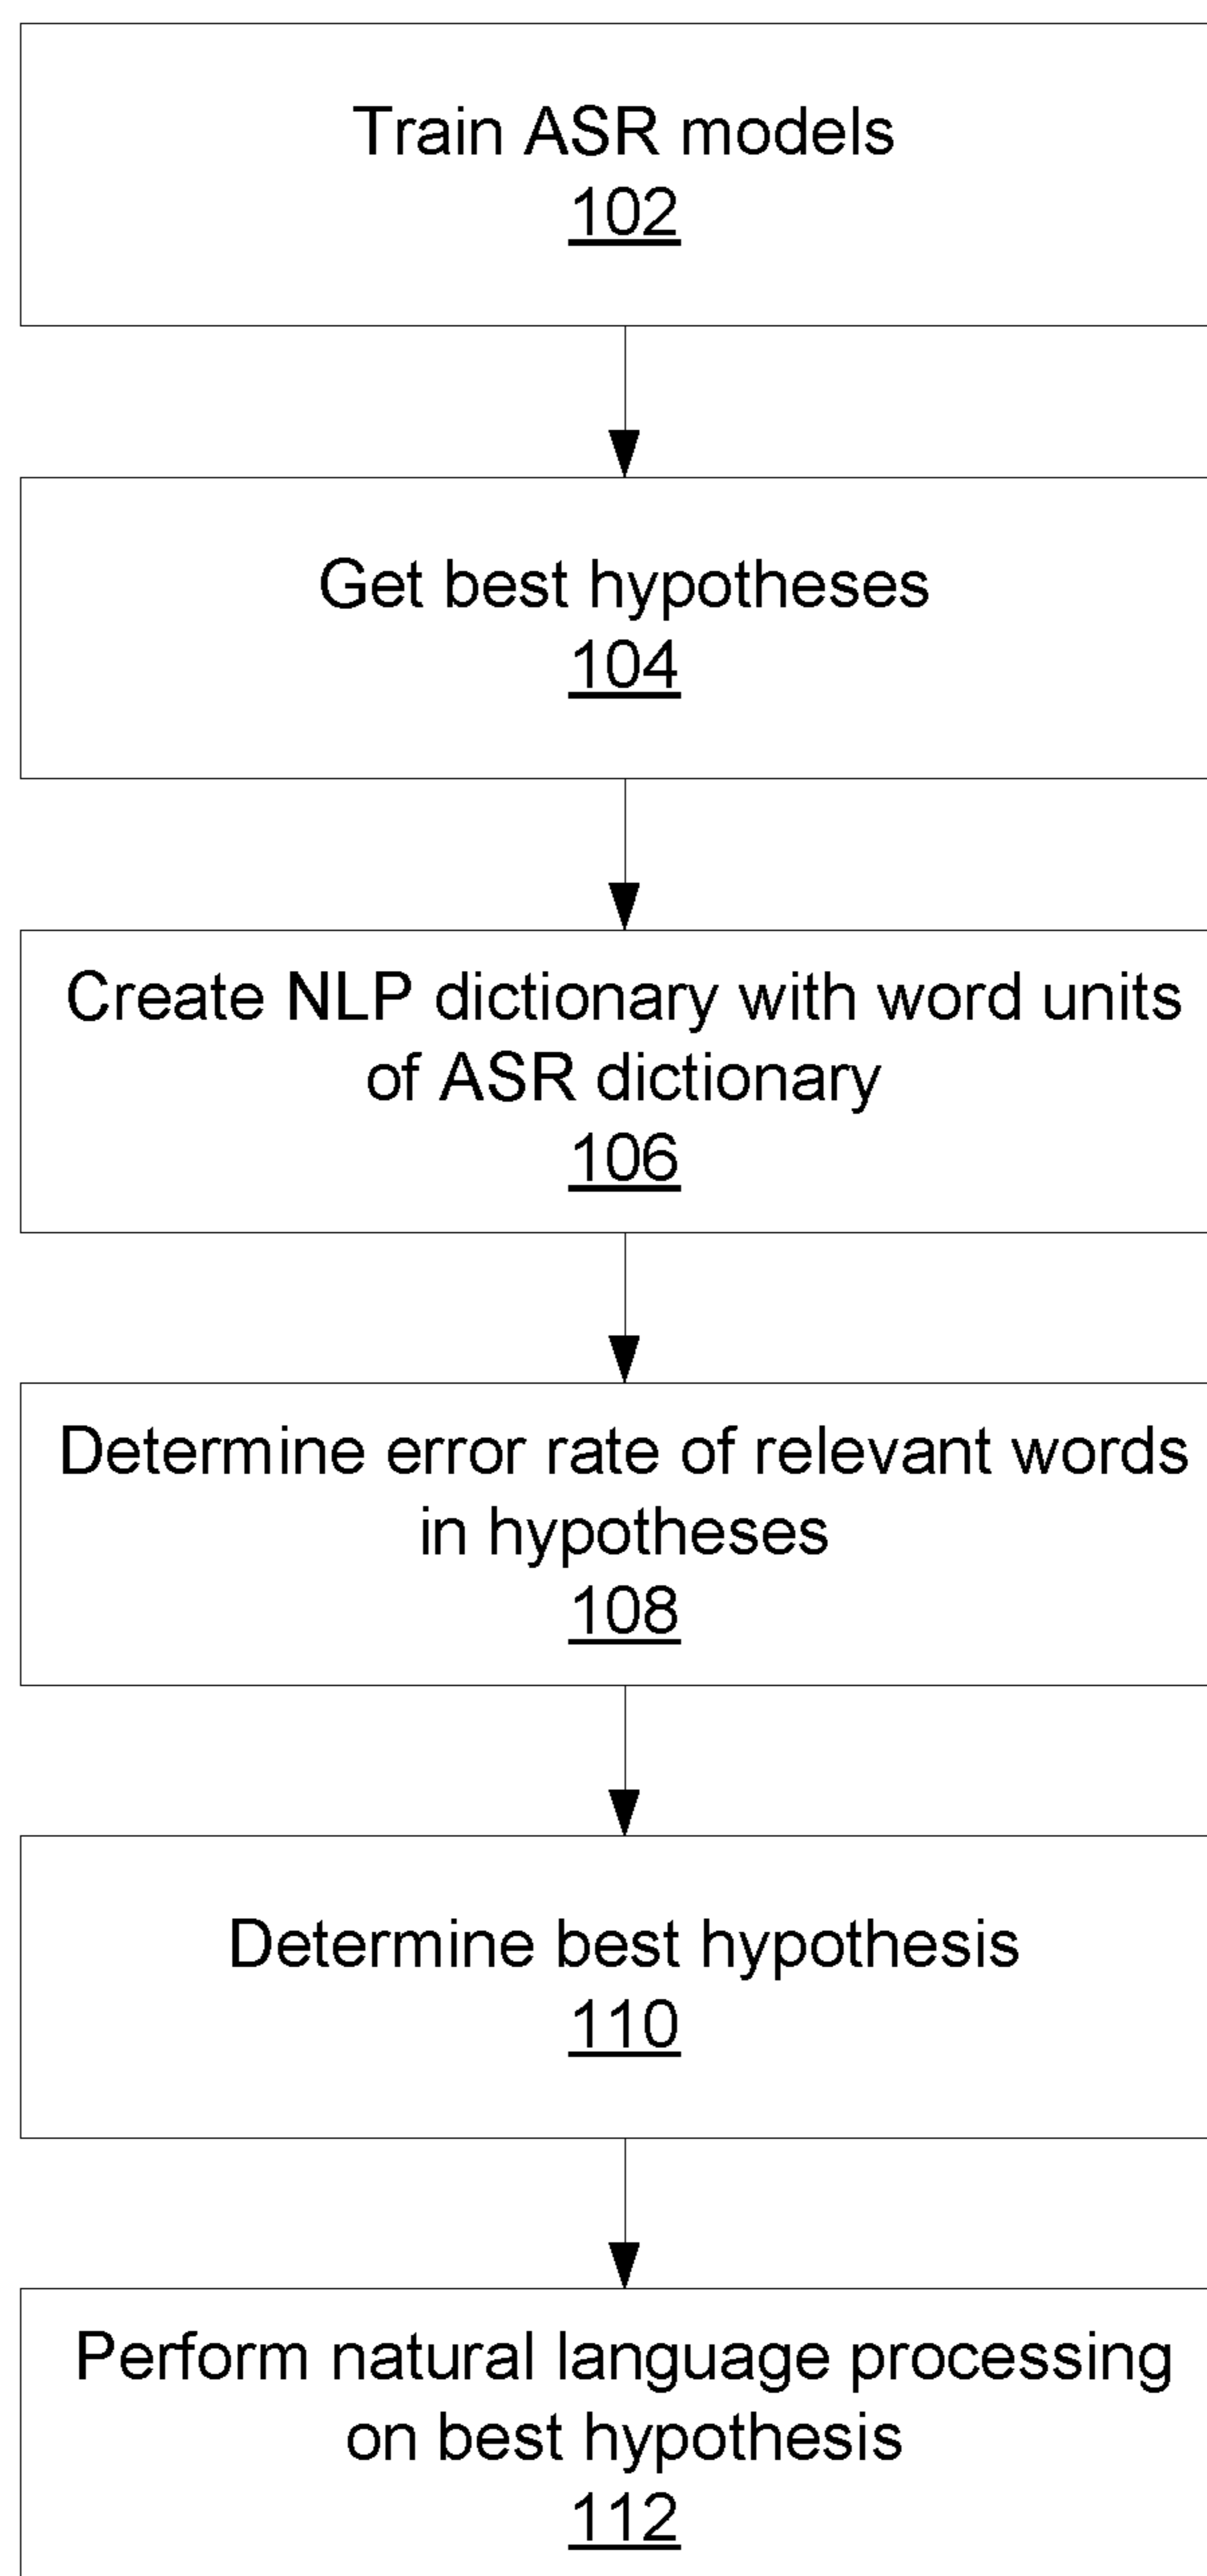 Train ASR models
102
Get best hypotheses
104
Create NLP dictionary with word units
of ASR dictionary
106
Determine error rate of relevant words
in hypotheses
108
Determine best hypothesis
110
Perform natural language processing
on best hypothesis
112